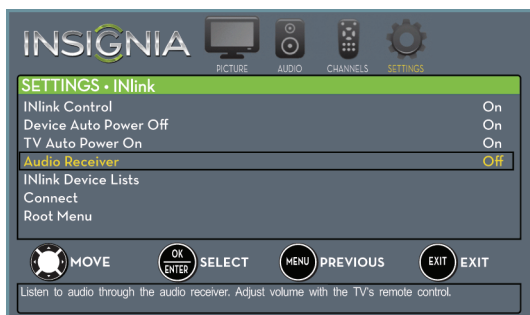 INSIGNIA
PICTURE AUDIO CHANNELS SETTINGS
SETTINGS • INlink
INlink Control On
Device Auto Power Off On
TV Auto Power On On
Audio Receiver Off
INlink Device Lists
Connect
Root Menu
MOVE OK ENTER SELECT MENU PREVIOUS EXIT EXIT
Listen to audio through the audio receiver. Adjust volume with the TV's remote control.